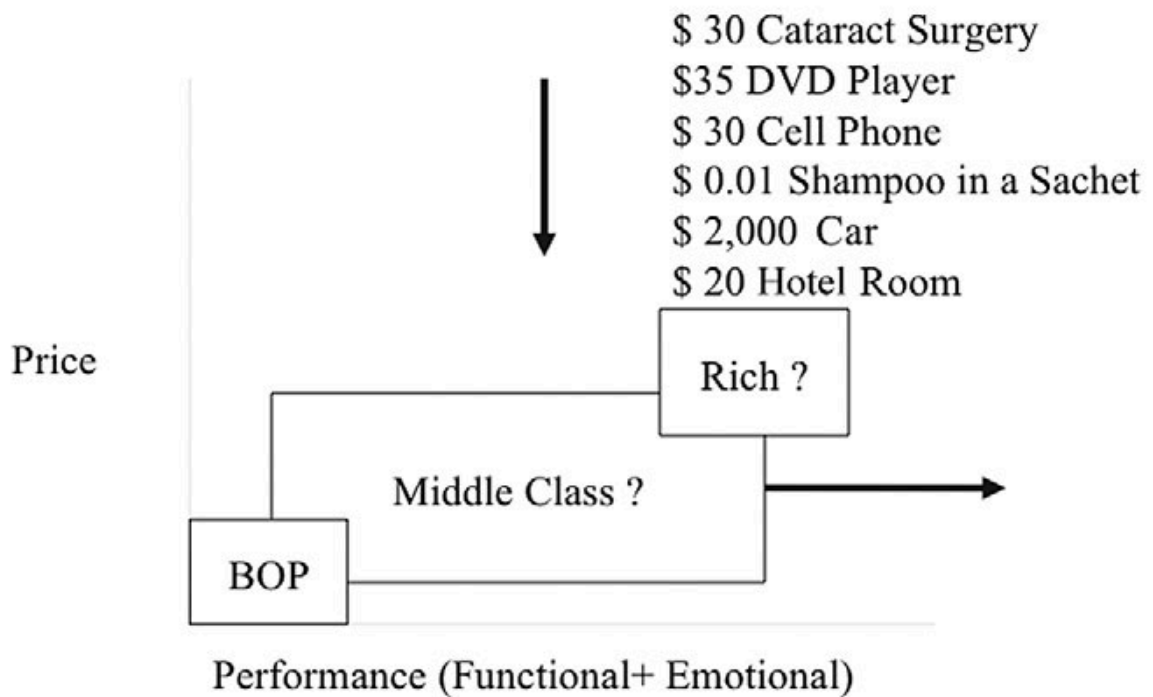 $ 30 Cataract Surgery
$35 DVD Player
$ 30 Cell Phone
$ 0.01 Shampoo in a Sachet
$ 2,000 Car
$ 20 Hotel Room
Price
Rich ?
Middle Class ?
BOP
Performance (Functional+ Emotional)